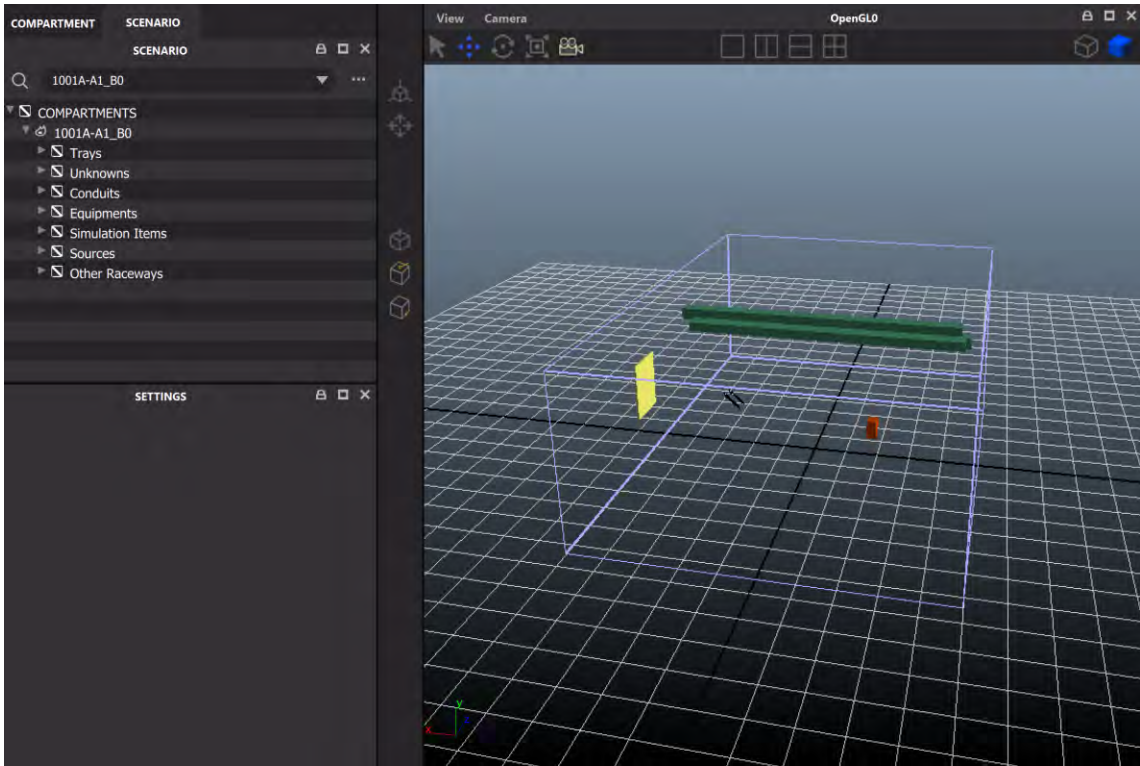 COMPARTMENT SCENARIO
SCENARIO
1001A-A1_B0
...
COMPARTMENTS
1001A-A1_B0
Trays
Unknowns
Conduits
Equipments
Simulation Items
Sources
Other Raceways
SETTINGS
View Camera OpenGL0
y
x
z